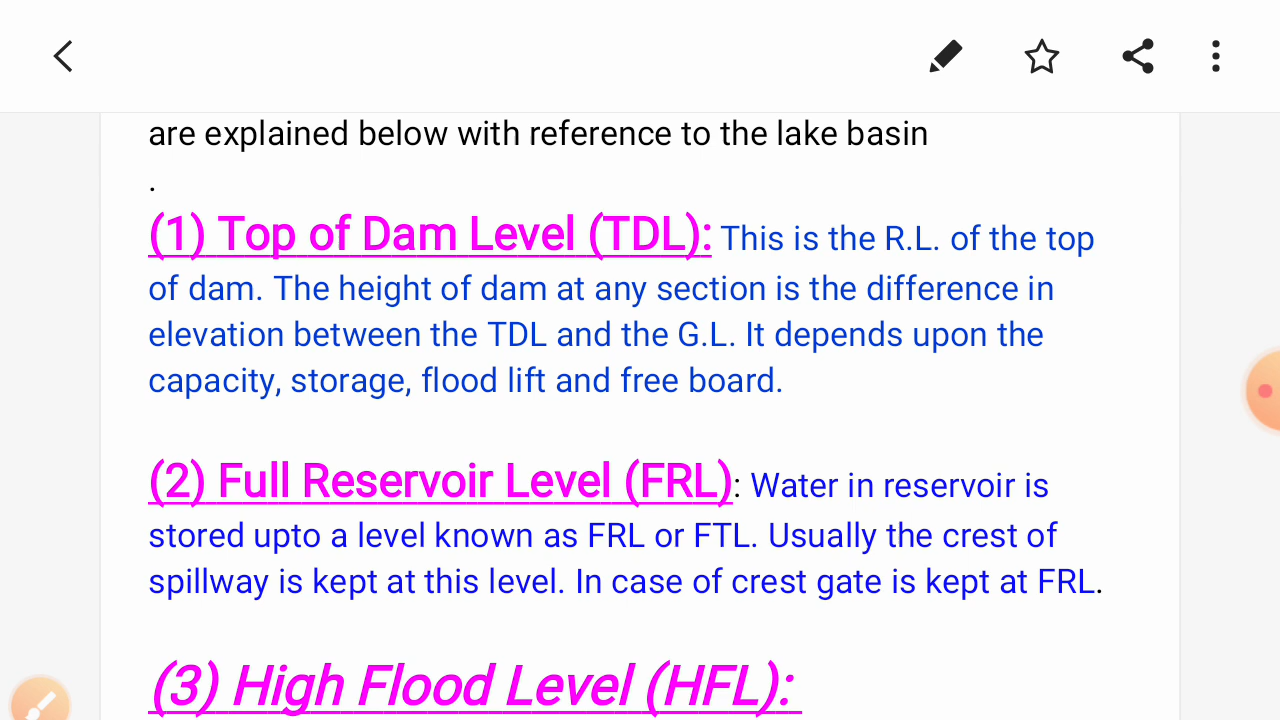 are explained below with reference to the lake basin
.
(1) Top of Dam Level (TDL): This is the R.L. of the top
of dam. The height of dam at any section is the difference in
elevation between the TDL and the G.L. It depends upon the
capacity, storage, flood lift and free board.
(2) Full Reservoir Level (FRL): Water in reservoir is
stored upto a level known as FRL or FTL. Usually the crest of
spillway is kept at this level. In case of crest gate is kept at FRL.
(3) High Flood Level (HFL):